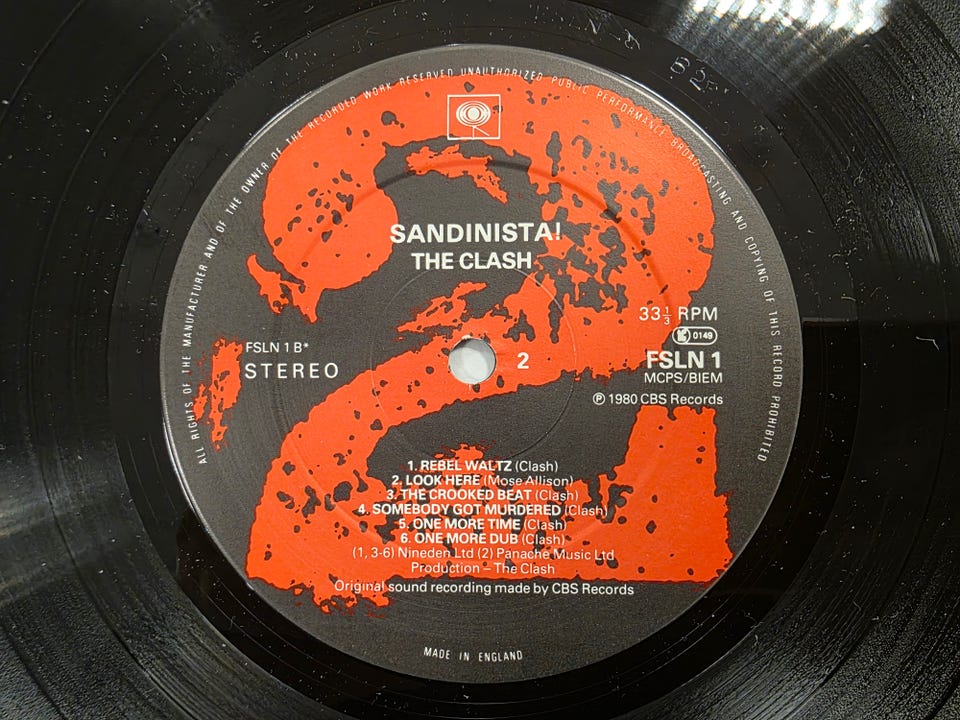 ALL RIGHTS OF THE MANUFACTURER AND OF THE OWNER OF THE RECORDED WORK RESERVED UNAUTHORIZED PUBLIC PERFORMANCE BROADCASTING AND COPYING OF THIS RECORD PROHIBITED
SANDINISTA!
THE CLASH
33⅓ RPM
0149
FSLN 1 B*
STEREO
2
FSLN 1
MCPS/BIEM
℗ 1980 CBS Records
1. REBEL WALTZ (Clash)
2. LOOK HERE (Mose Allison)
3. THE CROOKED BEAT (Clash)
4. SOMEBODY GOT MURDERED (Clash)
5. ONE MORE TIME (Clash)
6. ONE MORE DUB (Clash)
(1, 3-6) Nineden Ltd (2) Panache Music Ltd
Production – The Clash
Original sound recording made by CBS Records
MADE IN ENGLAND